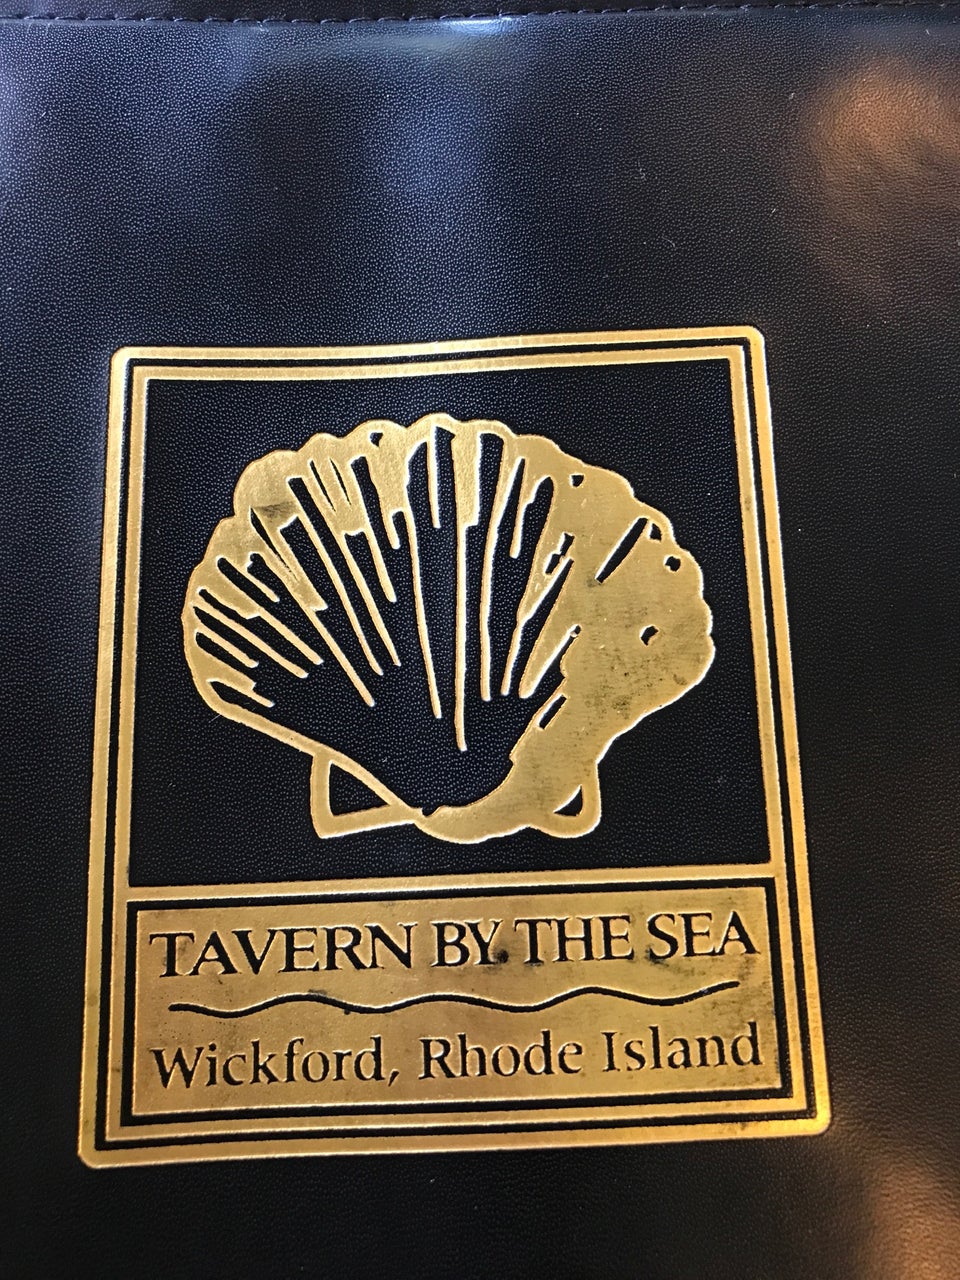 TAVERN BY THE SEA
Wickford, Rhode Island